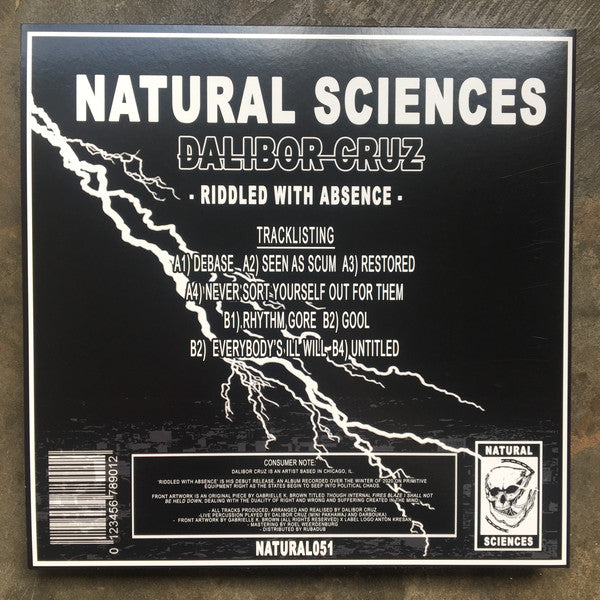 NATURAL SCIENCES
DALIBOR CRUZ
- RIDDLED WITH ABSENCE -
TRACKLISTING
A1) DEBASE A2) SEEN AS SCUM A3) RESTORED
A4) NEVER SORT YOURSELF OUT FOR THEM
B1) RHYTHM GORE B2) GOOL
B2) EVERYBODY'S ILL WILL B4) UNTITLED
0 123456 789012
CONSUMER NOTE:
DALIBOR CRUZ IS AN ARTIST BASED IN CHICAGO, IL.
'RIDDLED WITH ABSENCE' IS HIS DEBUT RELEASE. AN ALBUM RECORDED OVER THE WINTER OF 2020 ON PRIMITIVE
EQUIPMENT RIGHT AS THE STATES BEGIN TO SEEP INTO POLITICAL CHAOS.
FRONT ARTWORK IS AN ORIGINAL PIECE BY GABRIELLE K. BROWN TITLED THOUGH INTERNAL FIRES BLAZE I SHALL NOT
BE HELD DOWN, DEALING WITH THE DUALITY OF RIGHT AND WRONG AND SUFFERING CREATED IN THE MIND.
- ALL TRACKS PRODUCED, ARRANGED AND REALISED BY DALIBOR CRUZ
-LIVE PERCUSSION PLAYED BY DALIBOR CRUZ (MINI PAKHAWAJ AND DARBOUKA)
- FRONT ARTWORK BY GABRIELLE K. BROWN (ALL RIGHTS RESERVED) X LABEL LOGO ANTON KRESAN
- MASTERING BY ROEL WEERDENBURG
- DISTRIBUTED BY RUBADUB
NATURAL051
NATURAL
SCIENCES